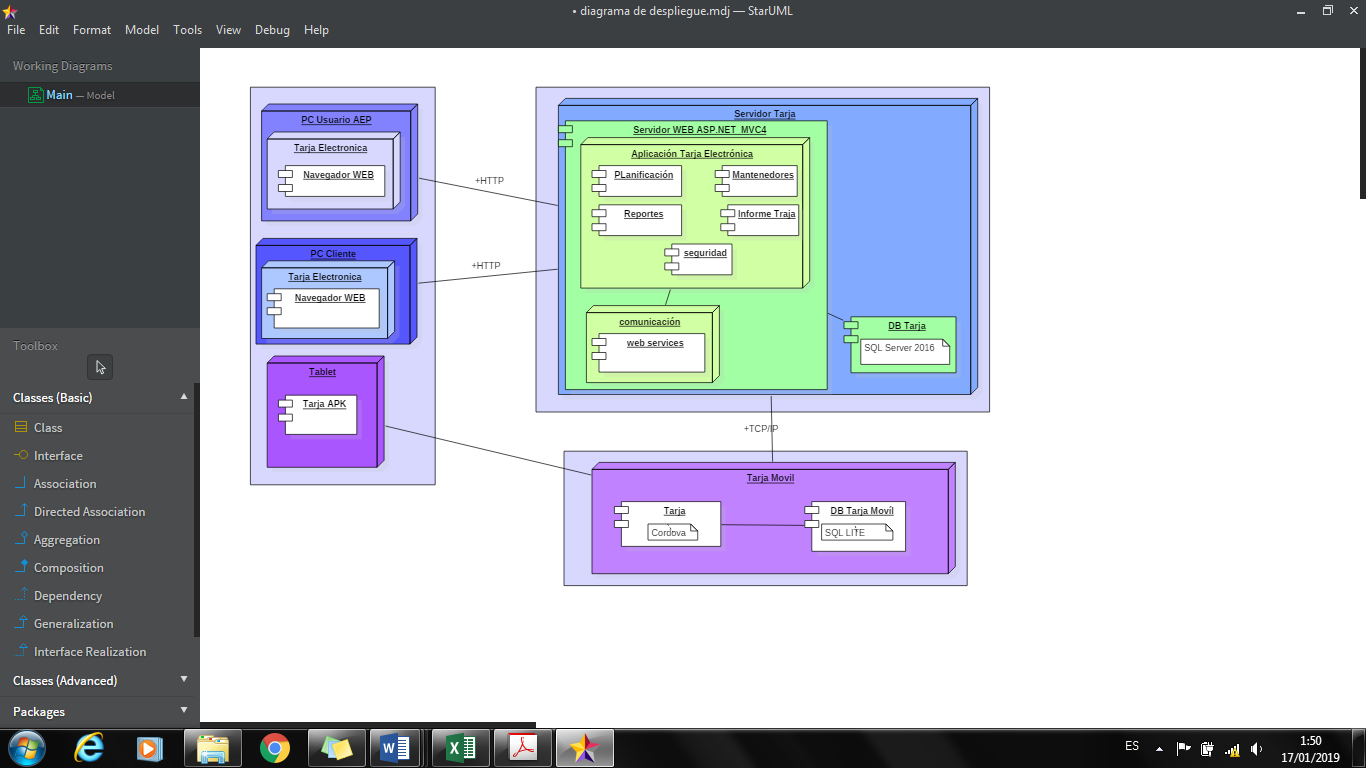 • diagrama de despliegue.mdj — StarUML
File Edit Format Model Tools View Debug Help
Working Diagrams
Main — Model
Toolbox
Classes (Basic)
Class
Interface
Association
Directed Association
Aggregation
Composition
Dependency
Generalization
Interface Realization
Classes (Advanced)
Packages
PC Usuario AEP
Tarja Electronica
Navegador WEB
PC Cliente
Tarja Electronica
Navegador WEB
Tablet
Tarja APK
+HTTP
+HTTP
Servidor Tarja
Servidor WEB ASP.NET MVC4
Aplicación Tarja Electrónica
PLanificación
Mantenedores
Reportes
Informe Traja
seguridad
comunicación
web services
DB Tarja
SQL Server 2016
+TCP/IP
Tarja Movil
Tarja
Cordova
DB Tarja Movíl
SQL LITE
ES
1:50
17/01/2019